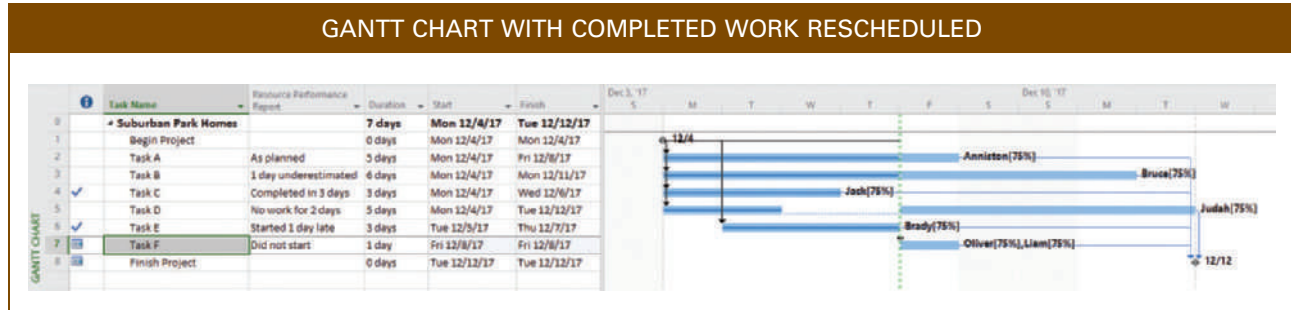 GANTT CHART WITH COMPLETED WORK RESCHEDULED
Task Name Resource Performance Report Duration Start Finish Dec 3, '17 Dec 10, '17
S M T W T F S S M T W
0 Suburban Park Homes 7 days Mon 12/4/17 Tue 12/12/17
1 Begin Project 0 days Mon 12/4/17 Mon 12/4/17 12/4
2 Task A As planned 5 days Mon 12/4/17 Fri 12/8/17 Anniston[75%]
3 Task B 1 day underestimated 6 days Mon 12/4/17 Mon 12/11/17 Bruce[75%]
4 Task C Completed in 3 days 3 days Mon 12/4/17 Wed 12/6/17 Josh[75%]
5 Task D No work for 2 days 5 days Mon 12/4/17 Tue 12/12/17 Judah[75%]
6 Task E Started 1 day late 3 days Tue 12/5/17 Thu 12/7/17 Brady[75%]
7 Task F Did not start 1 day Fri 12/8/17 Fri 12/8/17 Oliver[75%],Liam[75%]
8 Finish Project 0 days Tue 12/12/17 Tue 12/12/17 12/12
GANTT CHART